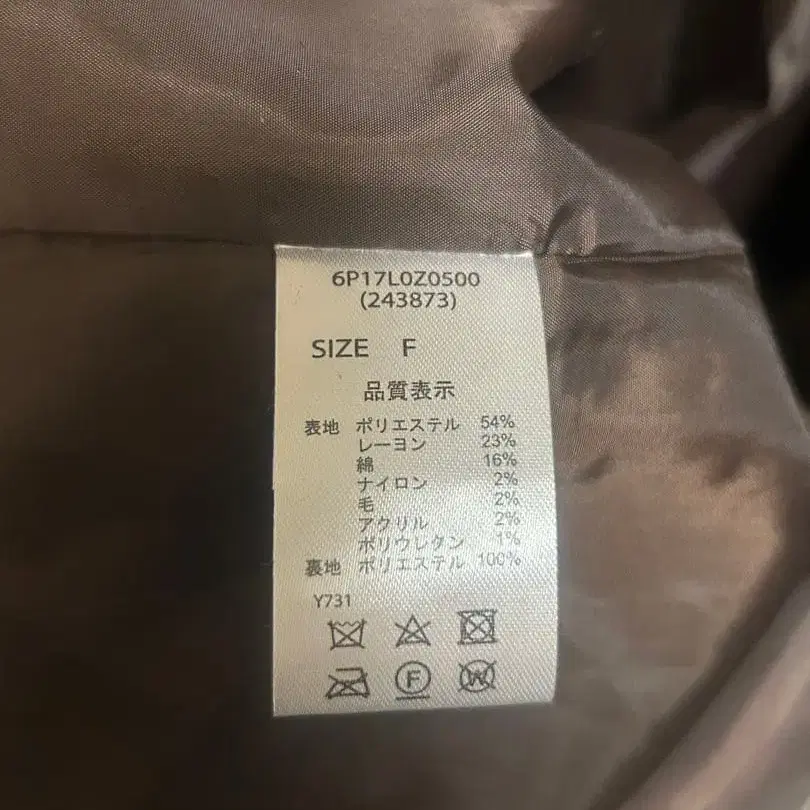 6P17L0Z0500
(243873)
SIZE F
品質表示
表地 ポリエステル 54%
レーヨン 23%
綿 16%
ナイロン 2%
毛 2%
アクリル 2%
ポリウレタン 1%
裏地 ポリエステル 100%
Y731
F W